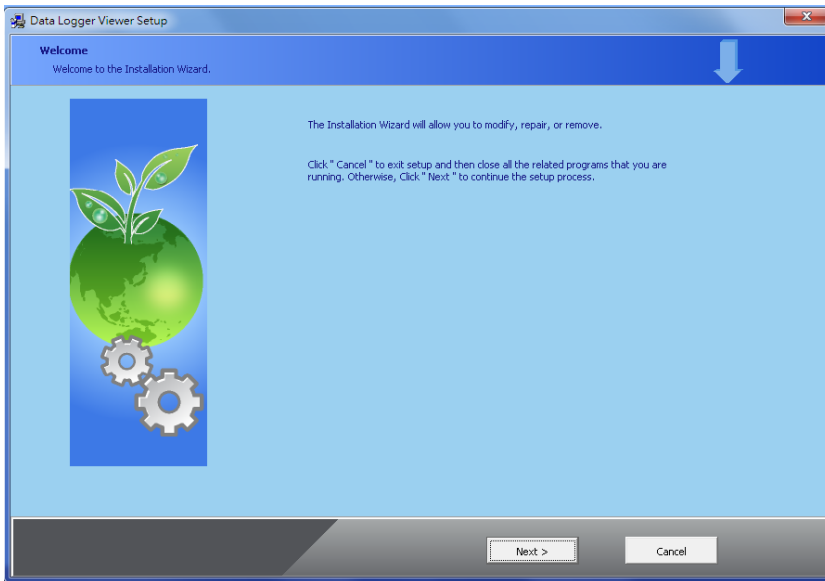 Data Logger Viewer Setup
Welcome
Welcome to the Installation Wizard.
The Installation Wizard will allow you to modify, repair, or remove.
Click " Cancel " to exit setup and then close all the related programs that you are
running. Otherwise, Click " Next " to continue the setup process.
Next >
Cancel